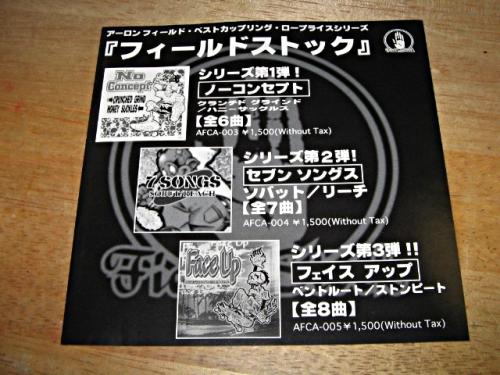 アーロンフィールド・ベストカップリング・ロープライスシリーズ
『フィールドストック』
No
Concept
CRUNCHED GRIND
HONEY SUCKLES
シリーズ第1弾!
ノーコンセプト
クランチド グラインド
/ハニーサックルス
【全6曲】
AFCA-003 ¥1,500(Without Tax)
7SONGS
シリーズ第2弾!
セブン ソングス
ソバット/リーチ
【全7曲】
AFCA-004 ¥1,500(Without Tax)
Face Up
シリーズ第3弾!!
フェイス アップ
ベントルート/ストンピート
【全8曲】
AFCA-005 ¥1,500(Without Tax)